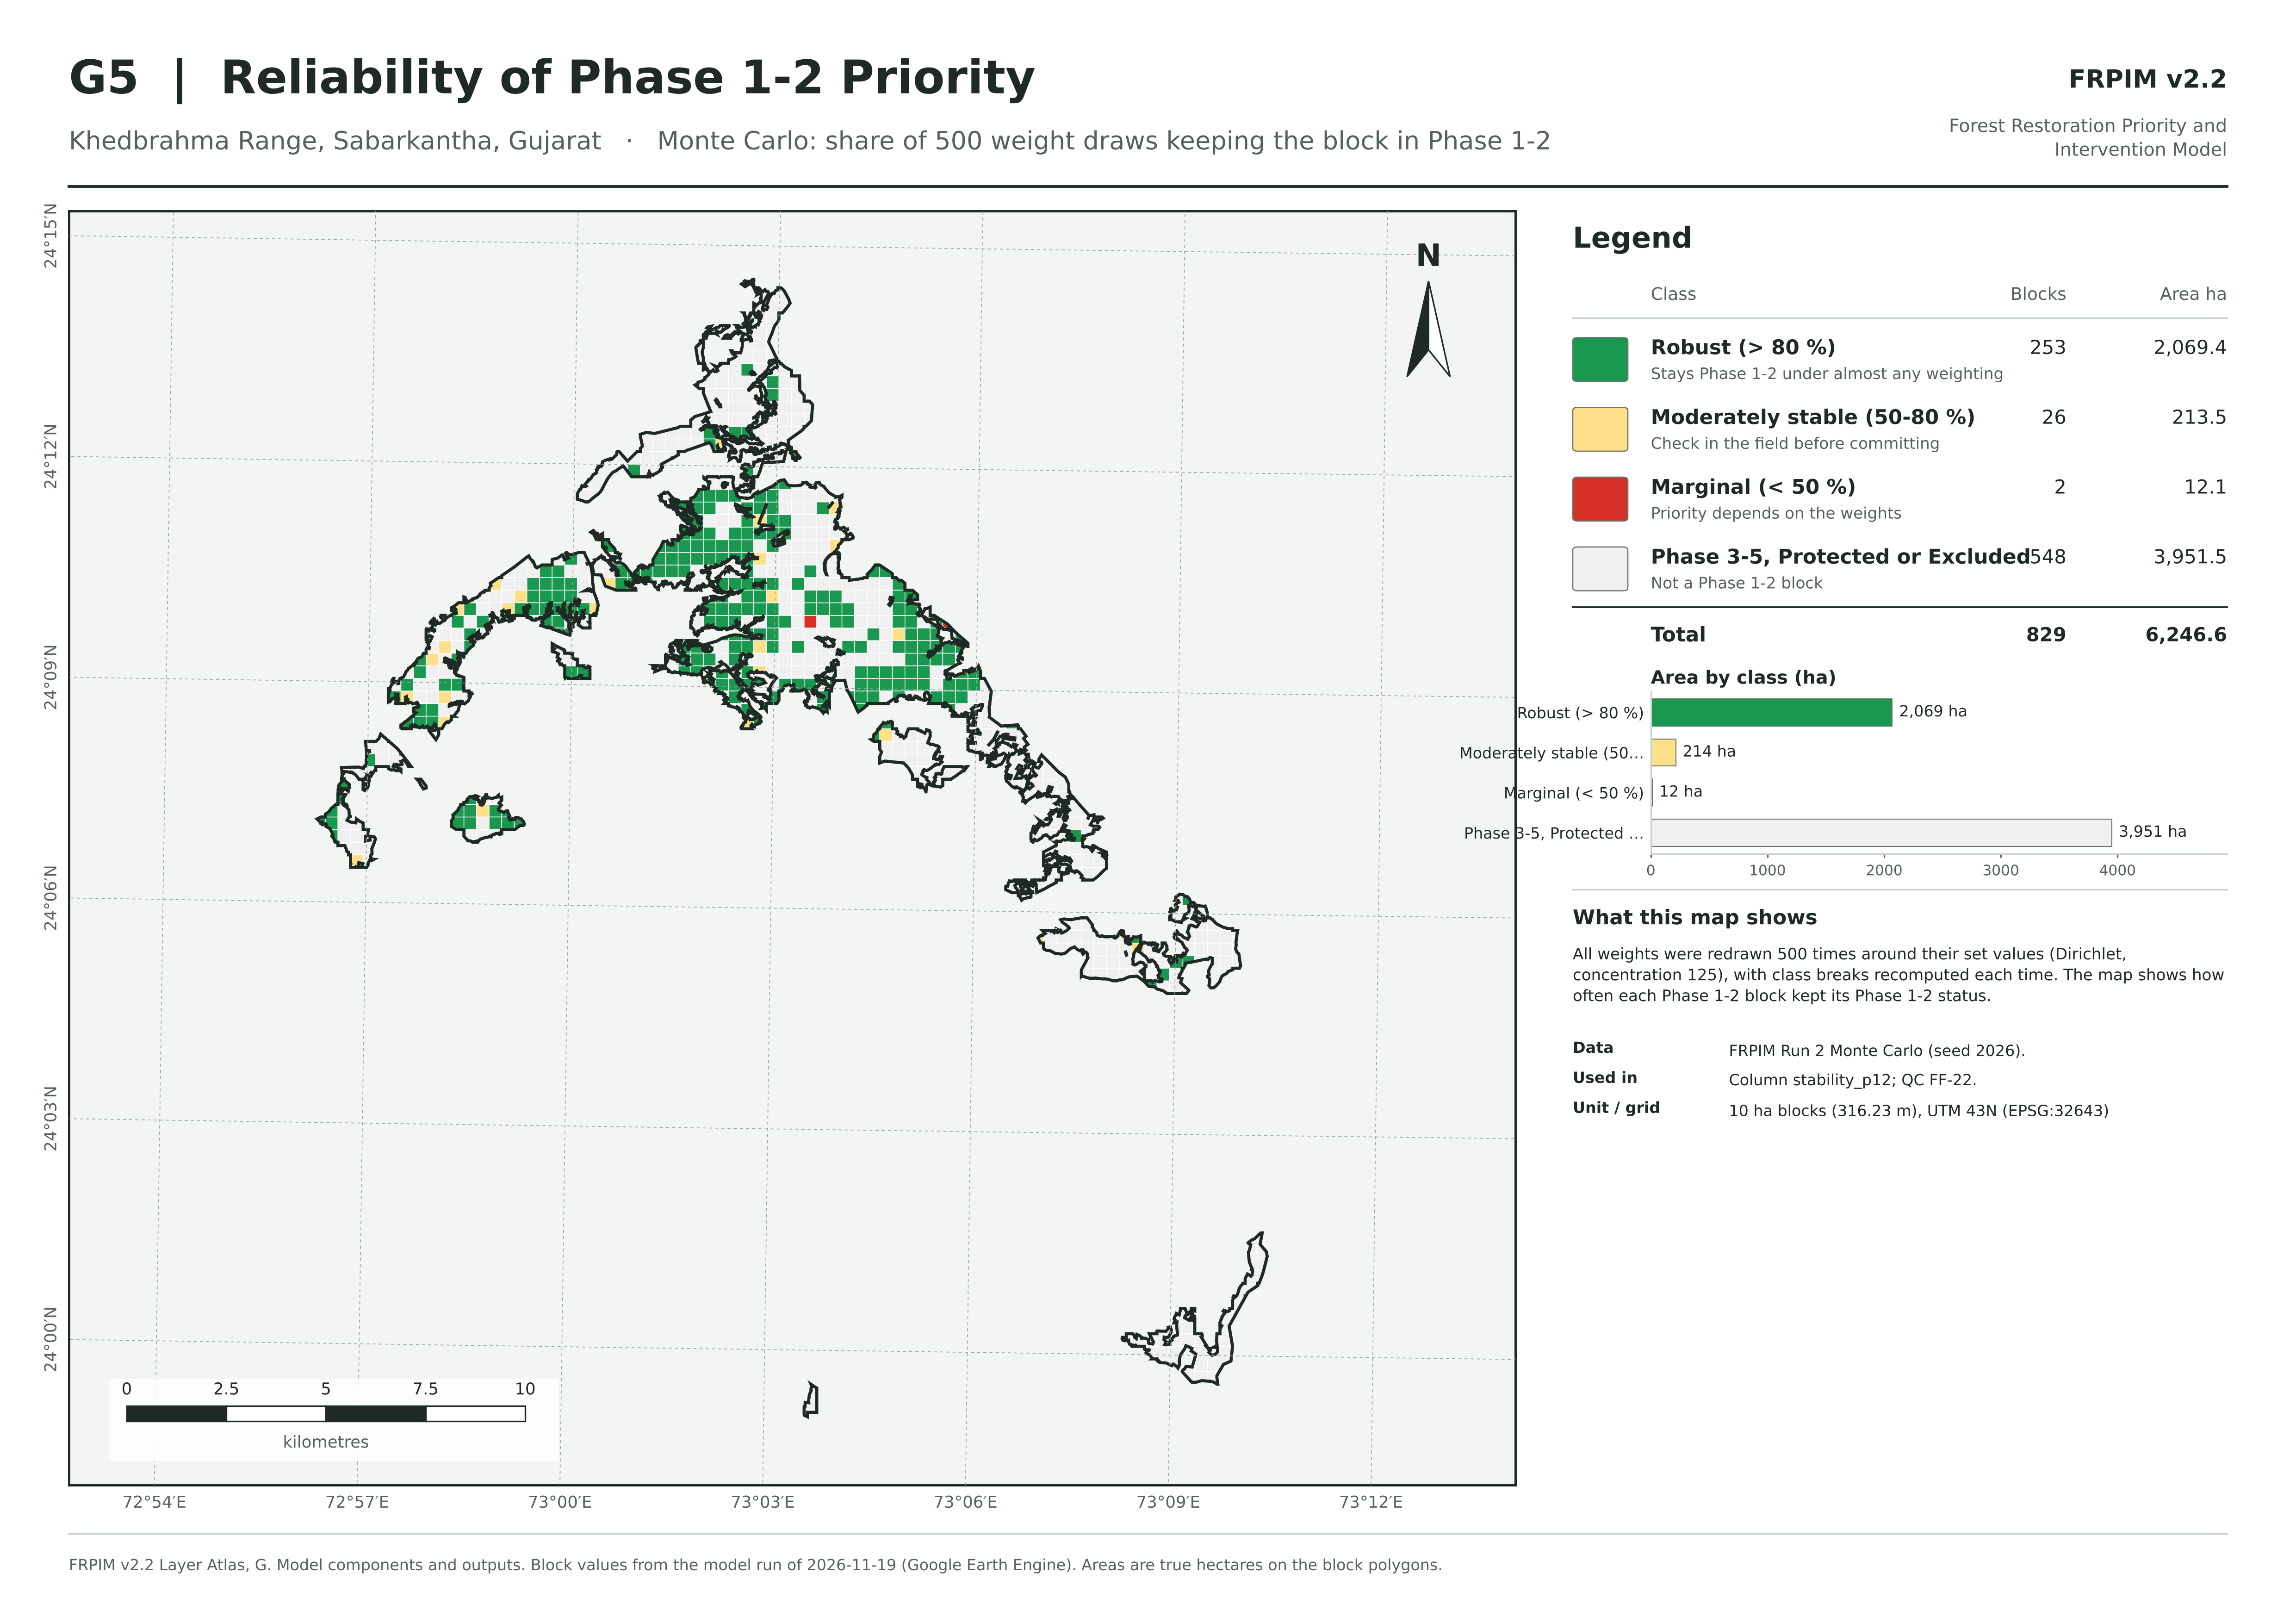 G5 | Reliability of Phase 1-2 Priority
FRPIM v2.2
Khedbrahma Range, Sabarkantha, Gujarat · Monte Carlo: share of 500 weight draws keeping the block in Phase 1-2
Forest Restoration Priority and
Intervention Model
24°15′N
24°12′N
24°09′N
24°06′N
24°03′N
24°00′N
N
0 2.5 5 7.5 10
kilometres
72°54′E 72°57′E 73°00′E 73°03′E 73°06′E 73°09′E 73°12′E
Legend
Class Blocks Area ha
Robust (> 80 %) 253 2,069.4
Stays Phase 1-2 under almost any weighting
Moderately stable (50-80 %) 26 213.5
Check in the field before committing
Marginal (< 50 %) 2 12.1
Priority depends on the weights
Phase 3-5, Protected or Excluded 548 3,951.5
Not a Phase 1-2 block
Total 829 6,246.6
Area by class (ha)
Robust (> 80 %) 2,069 ha
Moderately stable (50... 214 ha
Marginal (< 50 %) 12 ha
Phase 3-5, Protected ... 3,951 ha
0 1000 2000 3000 4000
What this map shows
All weights were redrawn 500 times around their set values (Dirichlet,
concentration 125), with class breaks recomputed each time. The map shows how
often each Phase 1-2 block kept its Phase 1-2 status.
Data FRPIM Run 2 Monte Carlo (seed 2026).
Used in Column stability_p12; QC FF-22.
Unit / grid 10 ha blocks (316.23 m), UTM 43N (EPSG:32643)
FRPIM v2.2 Layer Atlas, G. Model components and outputs. Block values from the model run of 2026-11-19 (Google Earth Engine). Areas are true hectares on the block polygons.